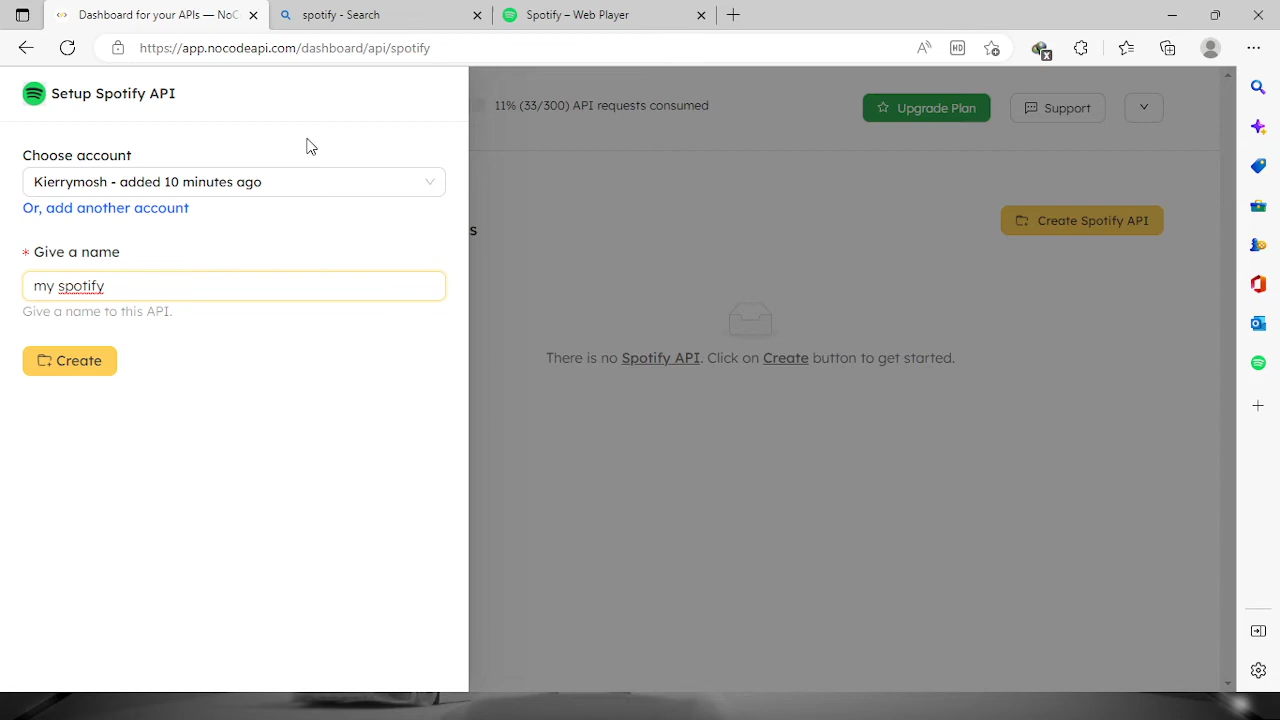 Dashboard for your APIs — NoC
spotify - Search
Spotify – Web Player
https://app.nocodeapi.com/dashboard/api/spotify
HD
Setup Spotify API
11% (33/300) API requests consumed
Upgrade Plan
Support
Choose account
Kierrymosh - added 10 minutes ago
Or, add another account
s
Create Spotify API
* Give a name
my spotify
Give a name to this API.
Create
There is no Spotify API. Click on Create button to get started.